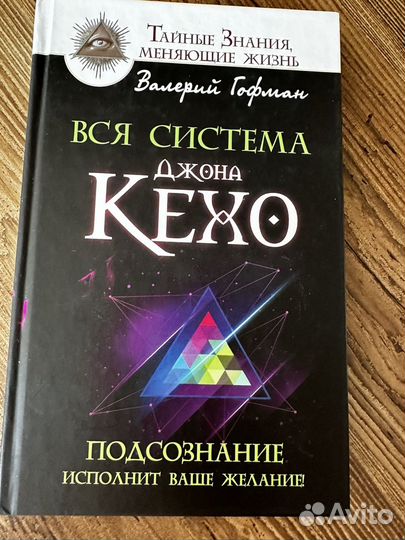 Тайные Знания,
меняющие жизнь
Валерий Гофман
ВСЯ СИСТЕМА
Джона
Кехо
ПОДСОЗНАНИЕ
ИСПОЛНИТ ВАШЕ ЖЕЛАНИЕ!
Avito